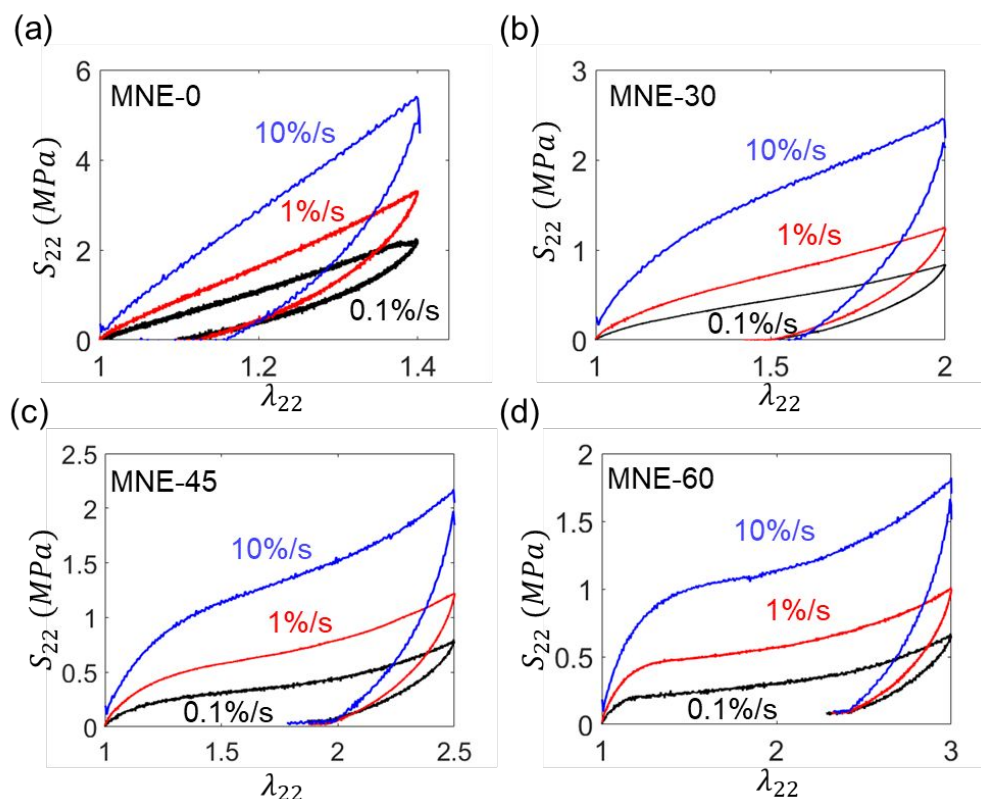 (a)
MNE-0
10%/s
1%/s
0.1%/s
S22 (MPa)
6
4
2
0
1
1.2
1.4
λ22
(b)
MNE-30
10%/s
1%/s
0.1%/s
S22 (MPa)
3
2
1
0
1
1.5
2
λ22
(c)
MNE-45
10%/s
1%/s
0.1%/s
S22 (MPa)
2.5
2
1.5
1
0.5
0
1
1.5
2
2.5
λ22
(d)
MNE-60
10%/s
1%/s
0.1%/s
S22 (MPa)
2
1.5
1
0.5
0
1
2
3
λ22